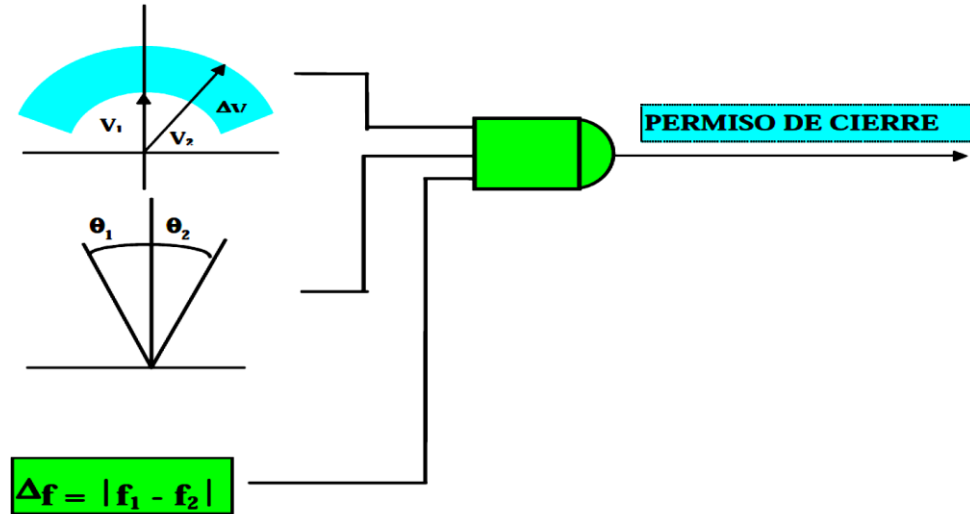 V₁
V₂
ΔV
PERMISO DE CIERRE
θ₁
θ₂
Δf = |f₁ - f₂|